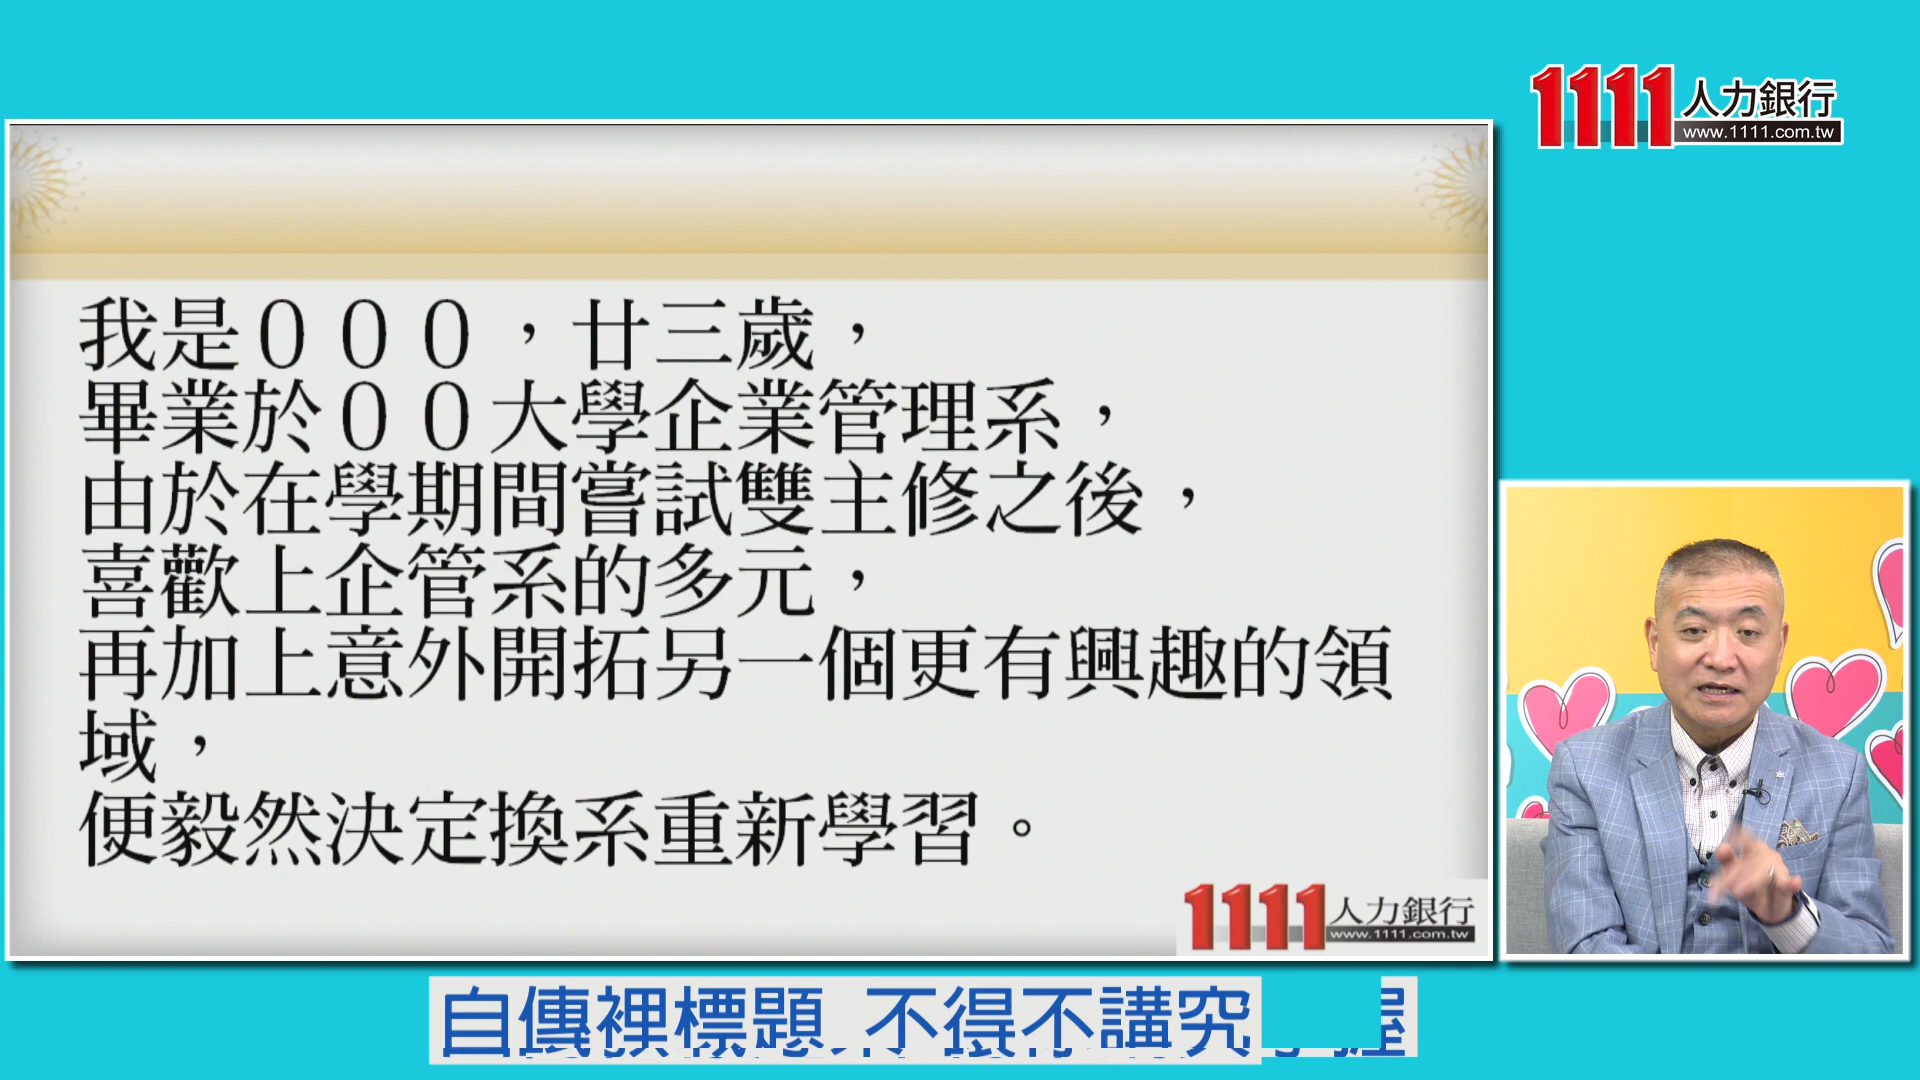 1111人力銀行
www.1111.com.tw
我是０００，廿三歲，
畢業於００大學企業管理系，
由於在學期間嘗試雙主修之後，
喜歡上企管系的多元，
再加上意外開拓另一個更有興趣的領
域，
便毅然決定換系重新學習。
1111人力銀行
www.1111.com.tw
自傳裡標題 不得不講究